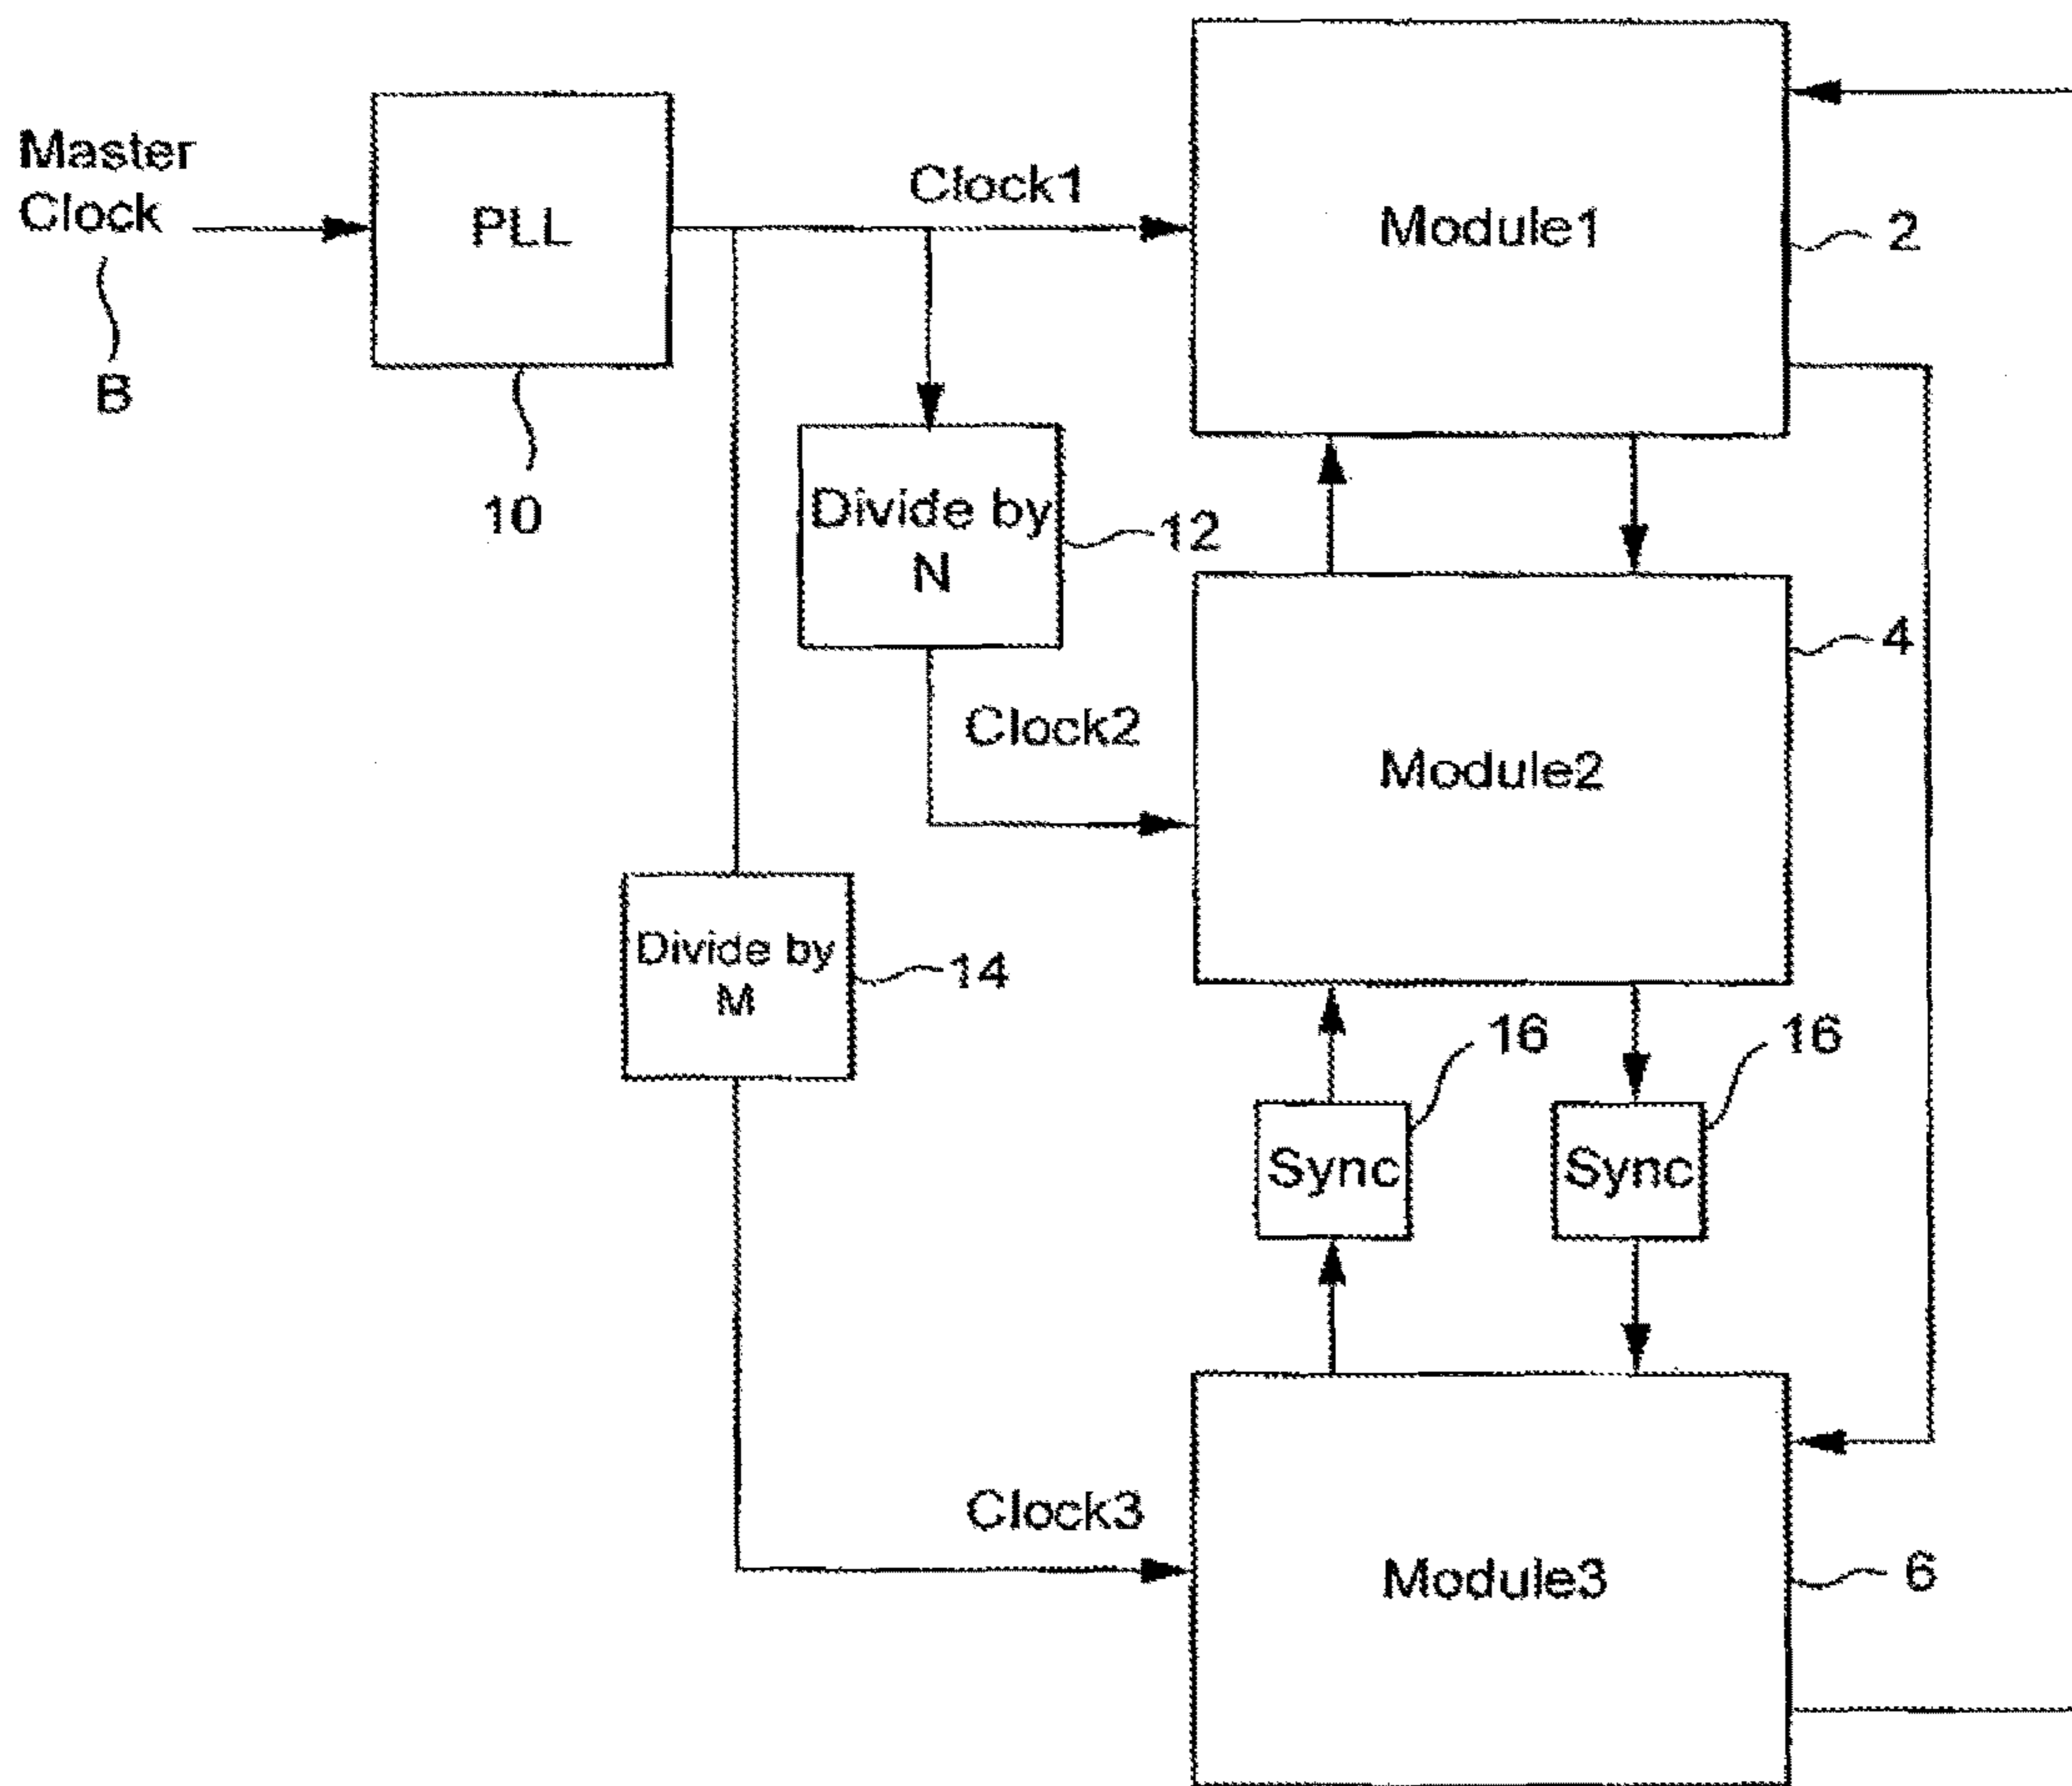 Master
Clock
B
PLL
10
Clock1
Module1
2
Divide by
N
12
Clock2
Module2
4
Divide by
M
14
Sync
16
Sync
16
Clock3
Module3
6